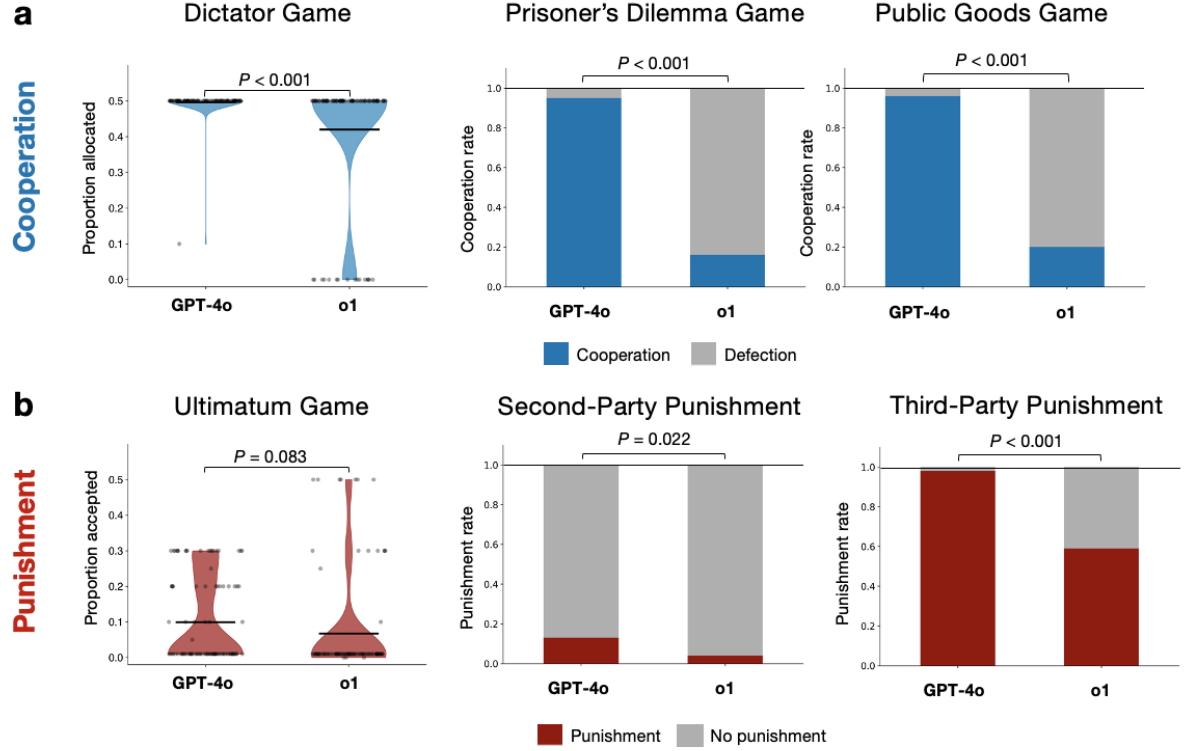 a
Dictator Game
Prisoner's Dilemma Game
Public Goods Game
Cooperation
P < 0.001
P < 0.001
P < 0.001
Proportion allocated
0.5
0.4
0.3
0.2
0.1
0.0
GPT-4o
o1
Cooperation rate
1.0
0.8
0.6
0.4
0.2
0.0
GPT-4o
o1
Cooperation rate
1.0
0.8
0.6
0.4
0.2
0.0
GPT-4o
o1
Cooperation
Defection
b
Ultimatum Game
Second-Party Punishment
Third-Party Punishment
Punishment
P = 0.083
P = 0.022
P < 0.001
Proportion accepted
0.5
0.4
0.3
0.2
0.1
0.0
GPT-4o
o1
Punishment rate
1.0
0.8
0.6
0.4
0.2
0.0
GPT-4o
o1
Punishment rate
1.0
0.8
0.6
0.4
0.2
0.0
GPT-4o
o1
Punishment
No punishment